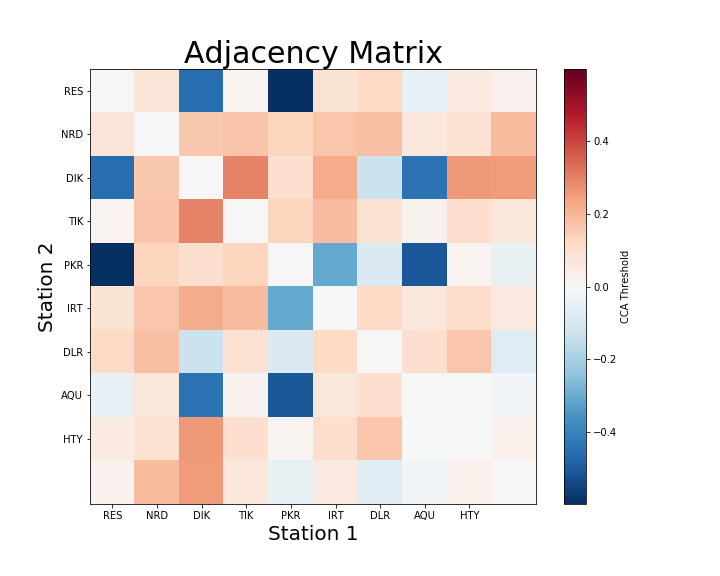 Adjacency Matrix
RES
NRD
DIK
TIK
PKR
IRT
DLR
AQU
HTY
Station 2
RES NRD DIK TIK PKR IRT DLR AQU HTY
Station 1
0.4
0.2
0.0
−0.2
−0.4
CCA Threshold